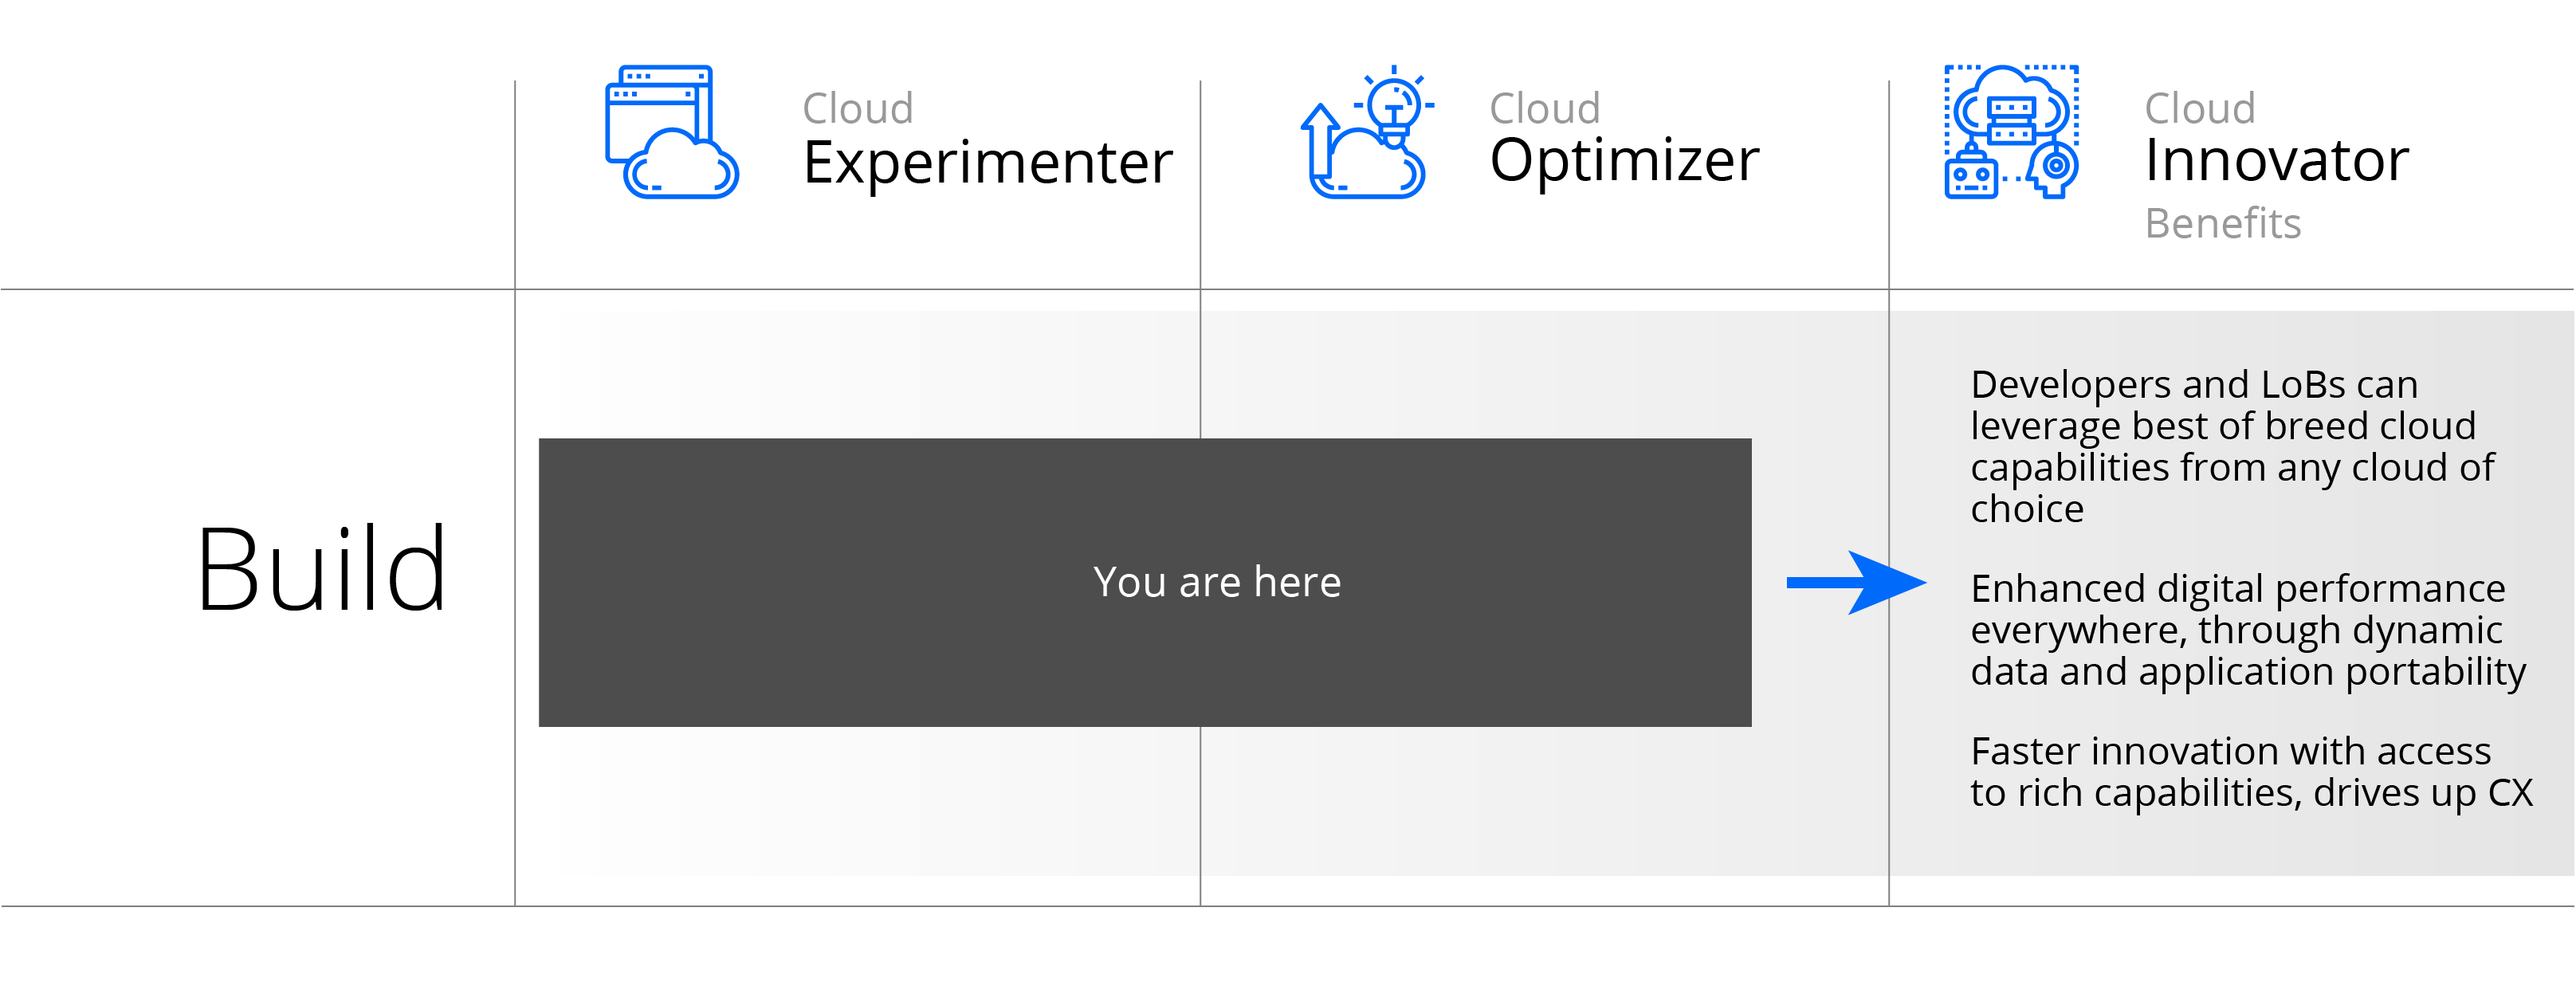 Cloud
Experimenter
Cloud
Optimizer
Cloud
Innovator
Benefits
Build
You are here
Developers and LoBs can
leverage best of breed cloud
capabilities from any cloud of
choice
Enhanced digital performance
everywhere, through dynamic
data and application portability
Faster innovation with access
to rich capabilities, drives up CX